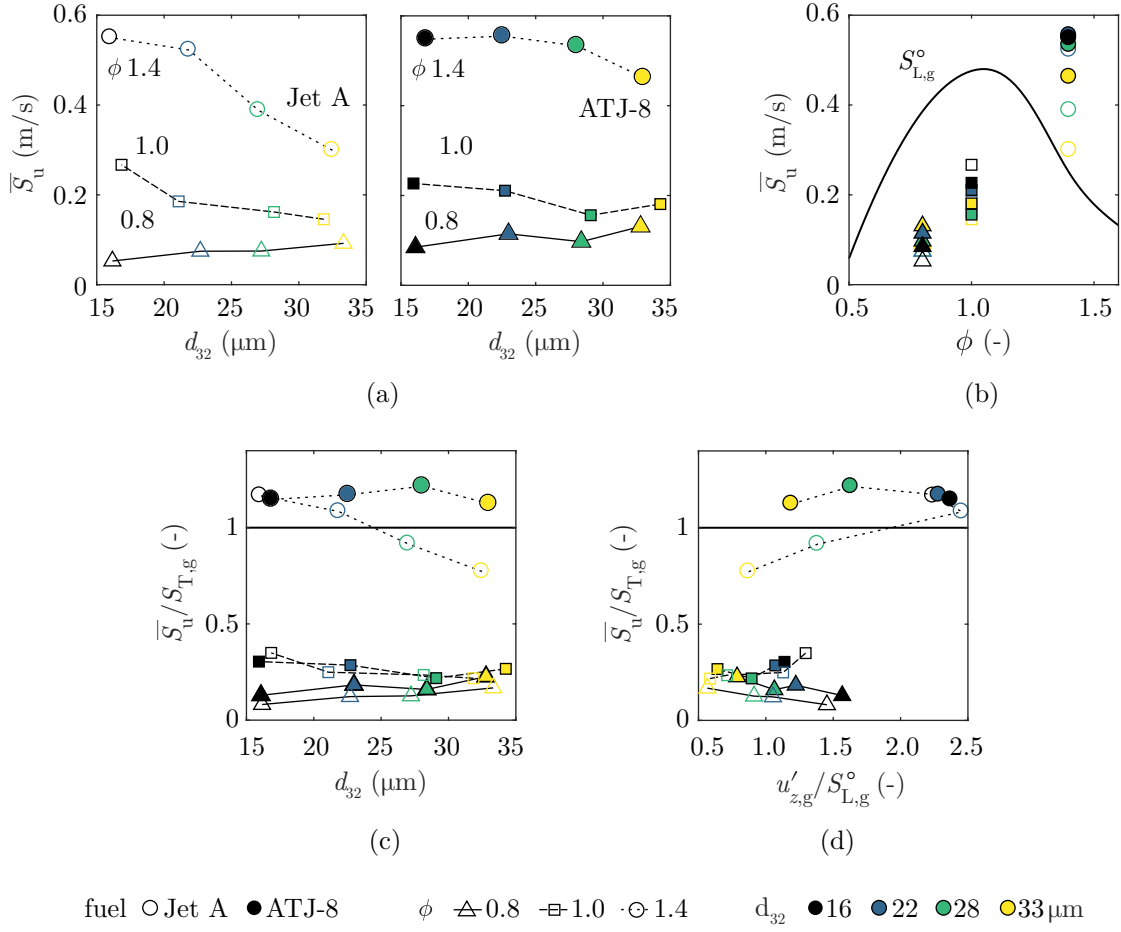 0.6
0.4
0.2
0
S̅u (m/s)
ϕ 1.4
Jet A
1.0
0.8
15 20 25 30 35
d32 (μm)
ϕ 1.4
ATJ-8
1.0
0.8
15 20 25 30 35
d32 (μm)
(a)
0.6
0.4
0.2
0
S̅u (m/s)
S°L,g
0.5 1.0 1.5
ϕ (-)
(b)
1
0.5
0
S̅u/ST,g (-)
15 20 25 30 35
d32 (μm)
(c)
1
0.5
0
S̅u/ST,g (-)
0.5 1.0 1.5 2.0 2.5
u′z,g/S°L,g (-)
(d)
fuel Jet A ATJ-8 ϕ 0.8 1.0 1.4 d32 16 22 28 33 μm